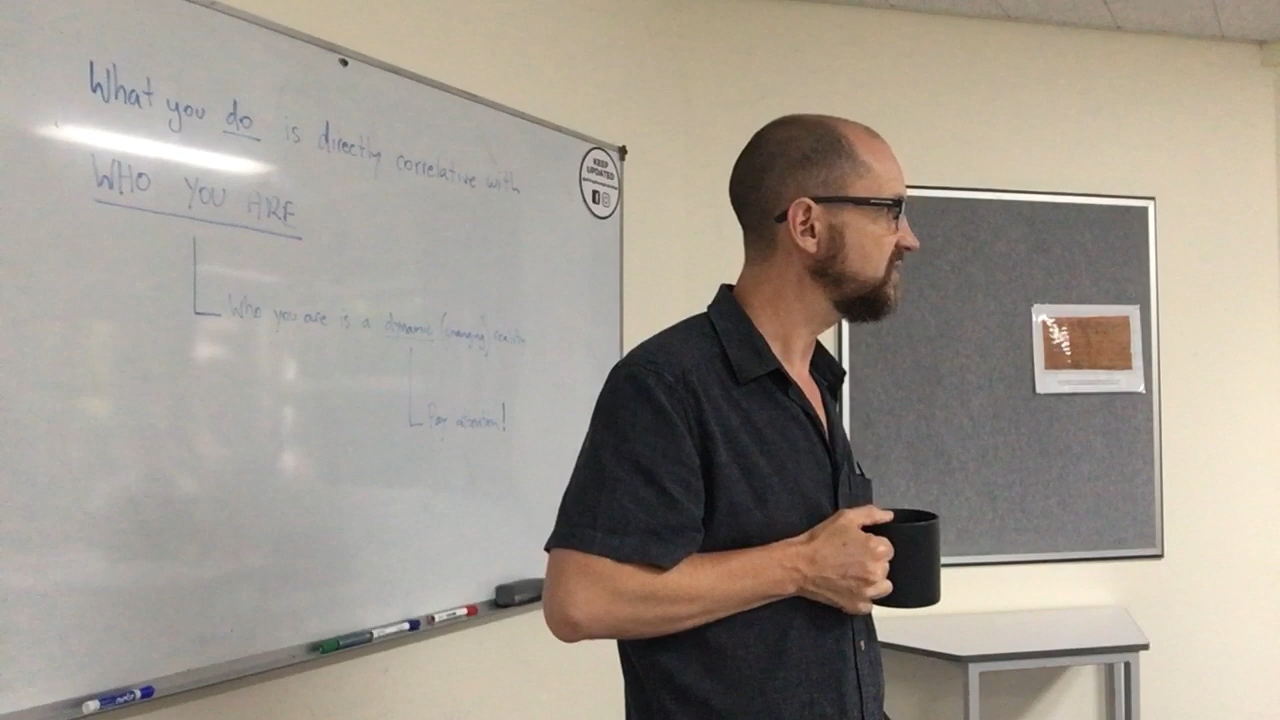 What you do is directly correlative with
WHO YOU ARE
Who you are is a dynamic (changing) reality
Pay attention!
KEEP
UPDATED